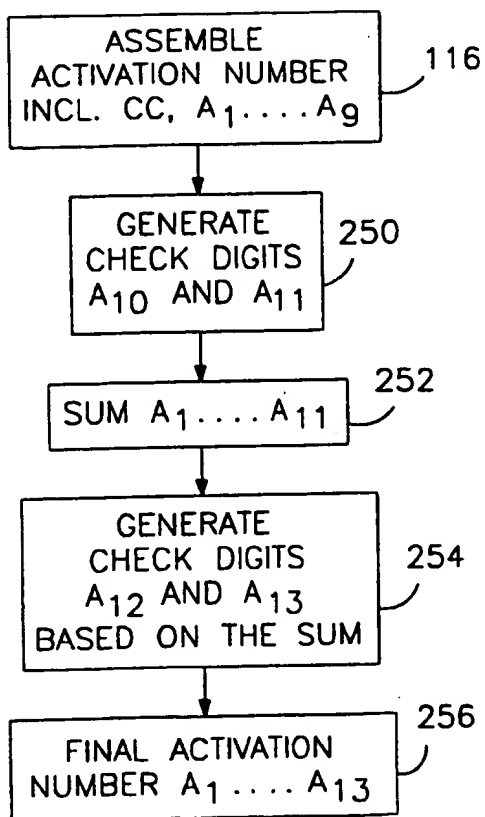 ASSEMBLE
ACTIVATION NUMBER
INCL. CC, A1....A9
116
GENERATE
CHECK DIGITS
A10 AND A11
250
SUM A1....A11
252
GENERATE
CHECK DIGITS
A12 AND A13
BASED ON THE SUM
254
FINAL ACTIVATION
NUMBER A1....A13
256